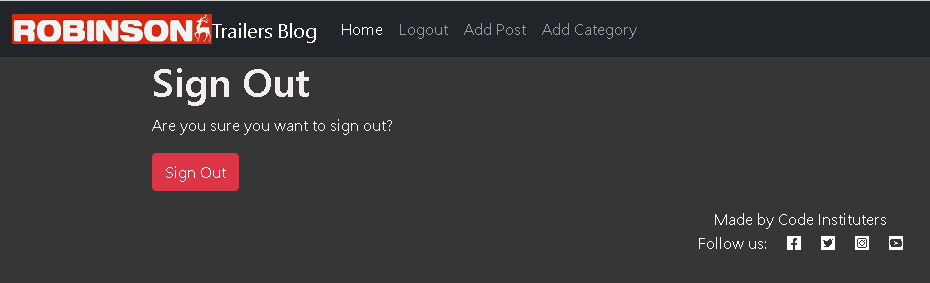 ROBINSON Trailers Blog Home Logout Add Post Add Category
Sign Out
Are you sure you want to sign out?
Sign Out
Made by Code Instituters
Follow us: